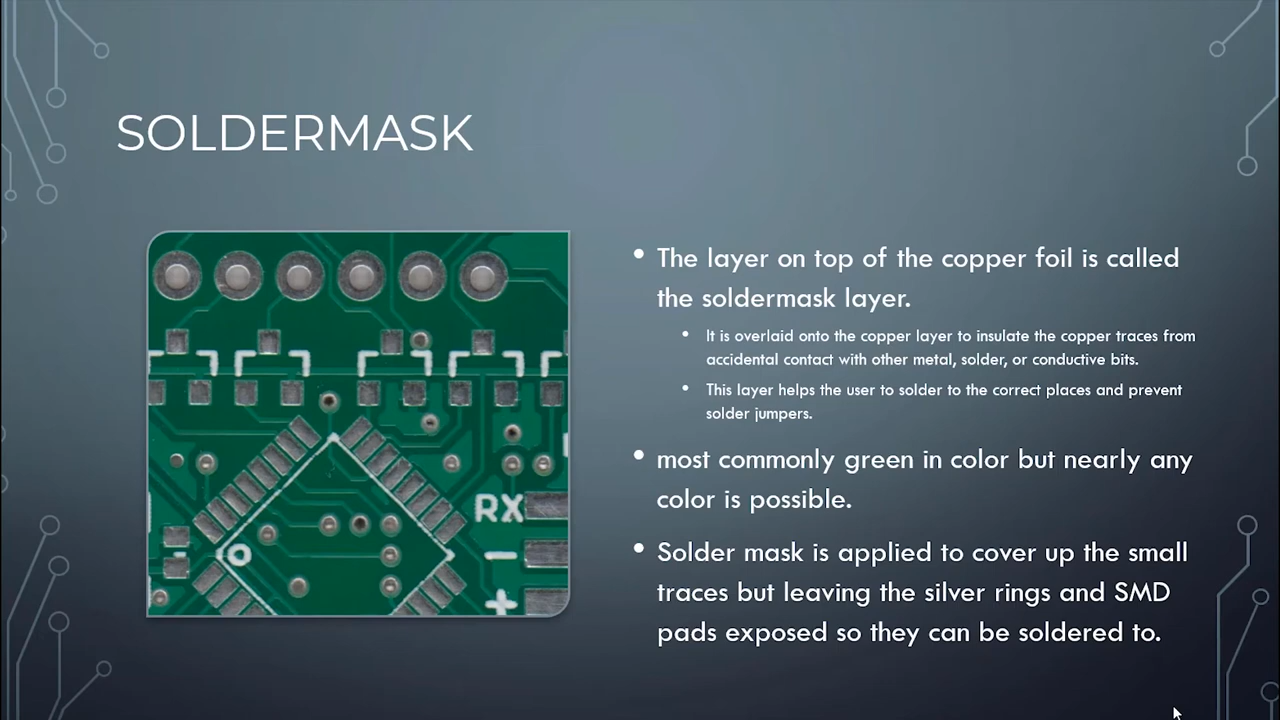 SOLDERMASK
• The layer on top of the copper foil is called
the soldermask layer.
• It is overlaid onto the copper layer to insulate the copper traces from
accidental contact with other metal, solder, or conductive bits.
• This layer helps the user to solder to the correct places and prevent
solder jumpers.
• most commonly green in color but nearly any
color is possible.
• Solder mask is applied to cover up the small
traces but leaving the silver rings and SMD
pads exposed so they can be soldered to.
RX
-
+